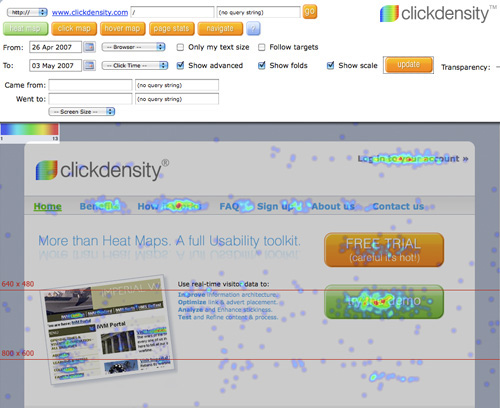 http:// www.clickdensity.com / (no query string) go
clickdensity™
heat map click map hover map page stats navigate
From: 26 Apr 2007 -- Browser -- Only my text size Follow targets
To: 03 May 2007 -- Click Time -- Show advanced Show folds Show scale update Transparency:
Came from: (no query string)
Went to: (no query string)
-- Screen Size --
1 13
clickdensity®
Log in to your account »
Home Benefits How it works FAQ Sign up About us Contact us
More than Heat Maps. A full Usability toolkit.
FREE TRIAL
(careful it's hot!)
640 x 480
Use real-time visitor data to:
Improve information architecture.
Optimize link & advert placement.
Analyze and Enhance stickiness.
Test and Refine content & process.
demo
IMPERIAL
IWM Portal
800 x 600